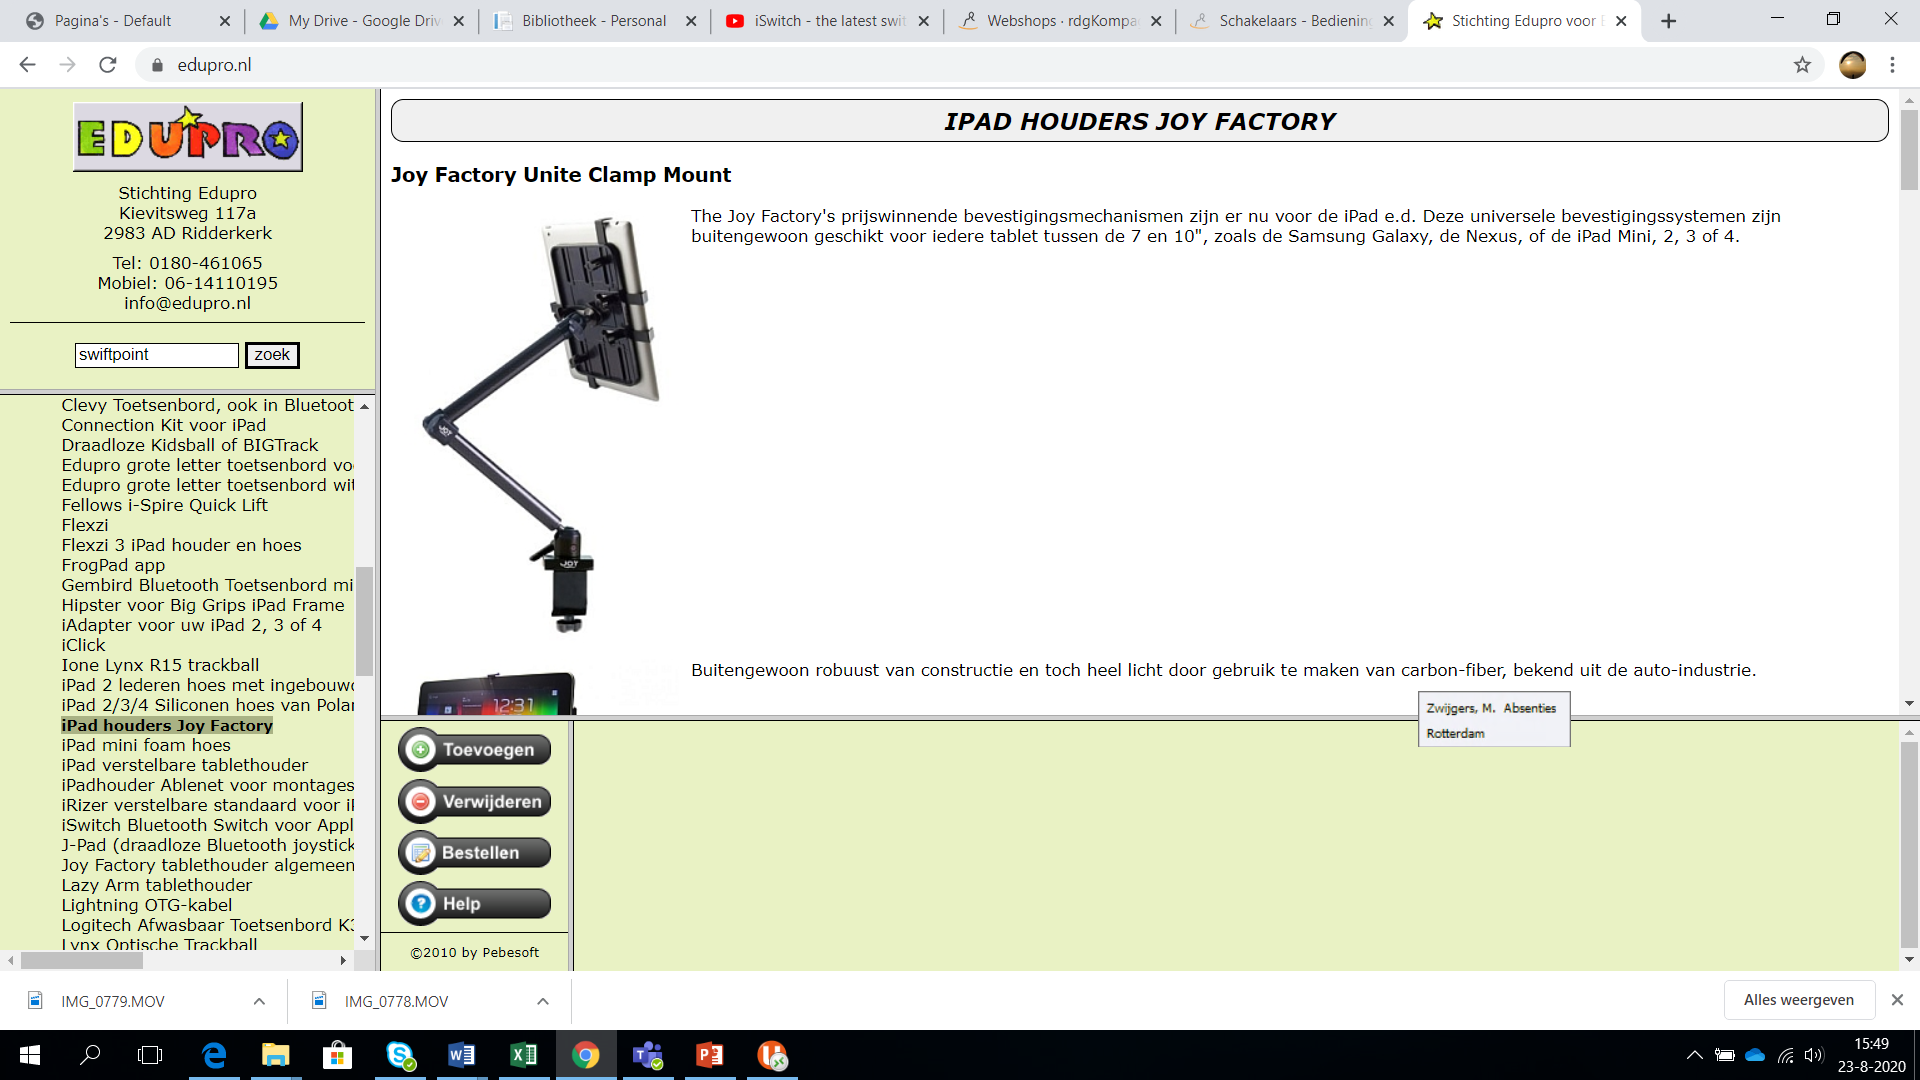 Pagina's - Default
My Drive - Google Driv
Bibliotheek - Personal
iSwitch - the latest swit
Webshops · rdgKompa
Schakelaars - Bediening
Stichting Edupro voor E
edupro.nl
EDUPRO
Stichting Edupro
Kievitsweg 117a
2983 AD Ridderkerk
Tel: 0180-461065
Mobiel: 06-14110195
info@edupro.nl
swiftpoint
zoek
Clevy Toetsenbord, ook in Bluetoot
Connection Kit voor iPad
Draadloze Kidsball of BIGTrack
Edupro grote letter toetsenbord vo
Edupro grote letter toetsenbord wit
Fellows i-Spire Quick Lift
Flexzi
Flexzi 3 iPad houder en hoes
FrogPad app
Gembird Bluetooth Toetsenbord mi
Hipster voor Big Grips iPad Frame
iAdapter voor uw iPad 2, 3 of 4
iClick
Ione Lynx R15 trackball
iPad 2 lederen hoes met ingebouwd
iPad 2/3/4 Siliconen hoes van Polar
iPad houders Joy Factory
iPad mini foam hoes
iPad verstelbare tablethouder
iPadhouder Ablenet voor montages
iRizer verstelbare standaard voor iP
iSwitch Bluetooth Switch voor Appl
J-Pad (draadloze Bluetooth joystick
Joy Factory tablethouder algemeen
Lazy Arm tablethouder
Lightning OTG-kabel
Logitech Afwasbaar Toetsenbord K3
Lynx Optische Trackball
IPAD HOUDERS JOY FACTORY
Joy Factory Unite Clamp Mount
The Joy Factory's prijswinnende bevestigingsmechanismen zijn er nu voor de iPad e.d. Deze universele bevestigingssystemen zijn
buitengewoon geschikt voor iedere tablet tussen de 7 en 10", zoals de Samsung Galaxy, de Nexus, of de iPad Mini, 2, 3 of 4.
JOY
JOY
Buitengewoon robuust van constructie en toch heel licht door gebruik te maken van carbon-fiber, bekend uit de auto-industrie.
12:31
Zwijgers, M. Absenties
Rotterdam
Toevoegen
Verwijderen
Bestellen
Help
©2010 by Pebesoft
IMG_0779.MOV
IMG_0778.MOV
Alles weergeven
15:49
23-8-2020